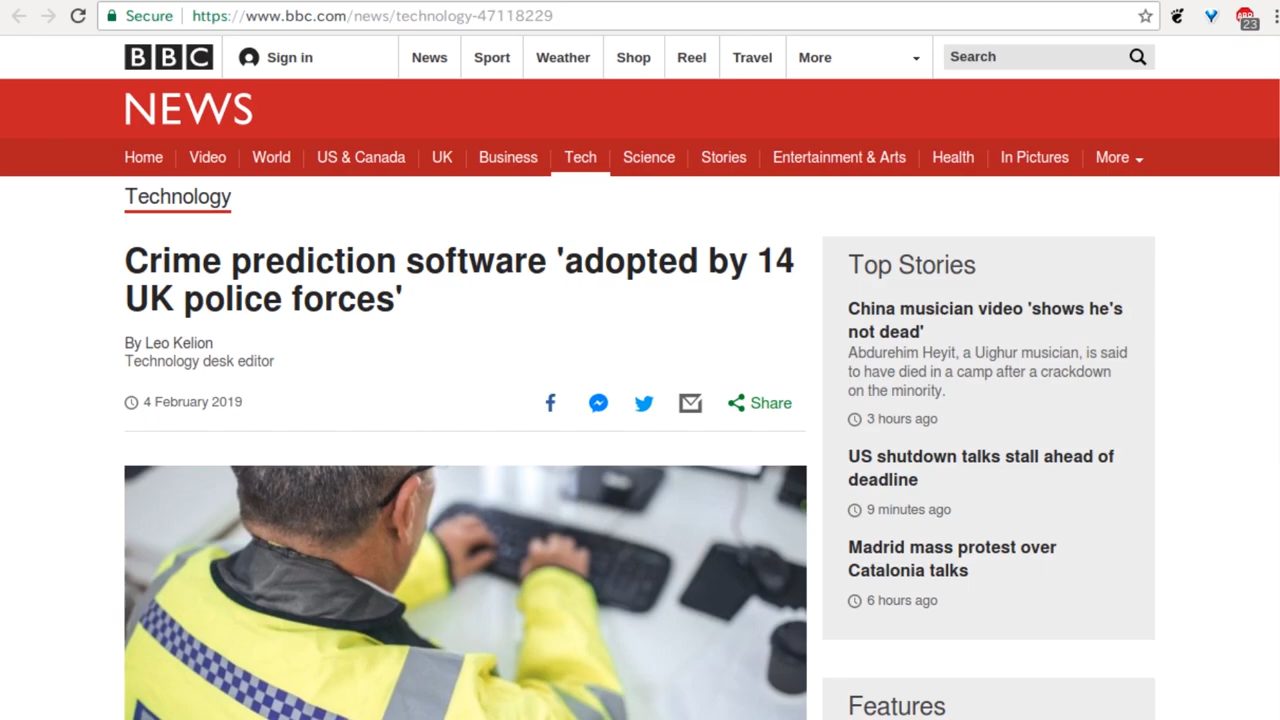 Secure https://www.bbc.com/news/technology-47118229
ABP 23
BBC Sign in News Sport Weather Shop Reel Travel More Search
NEWS
Home Video World US & Canada UK Business Tech Science Stories Entertainment & Arts Health In Pictures More
Technology
Crime prediction software 'adopted by 14
UK police forces'
By Leo Kelion
Technology desk editor
4 February 2019
Share
Top Stories
China musician video 'shows he's
not dead'
Abdurehim Heyit, a Uighur musician, is said
to have died in a camp after a crackdown
on the minority.
3 hours ago
US shutdown talks stall ahead of
deadline
9 minutes ago
Madrid mass protest over
Catalonia talks
6 hours ago
Features